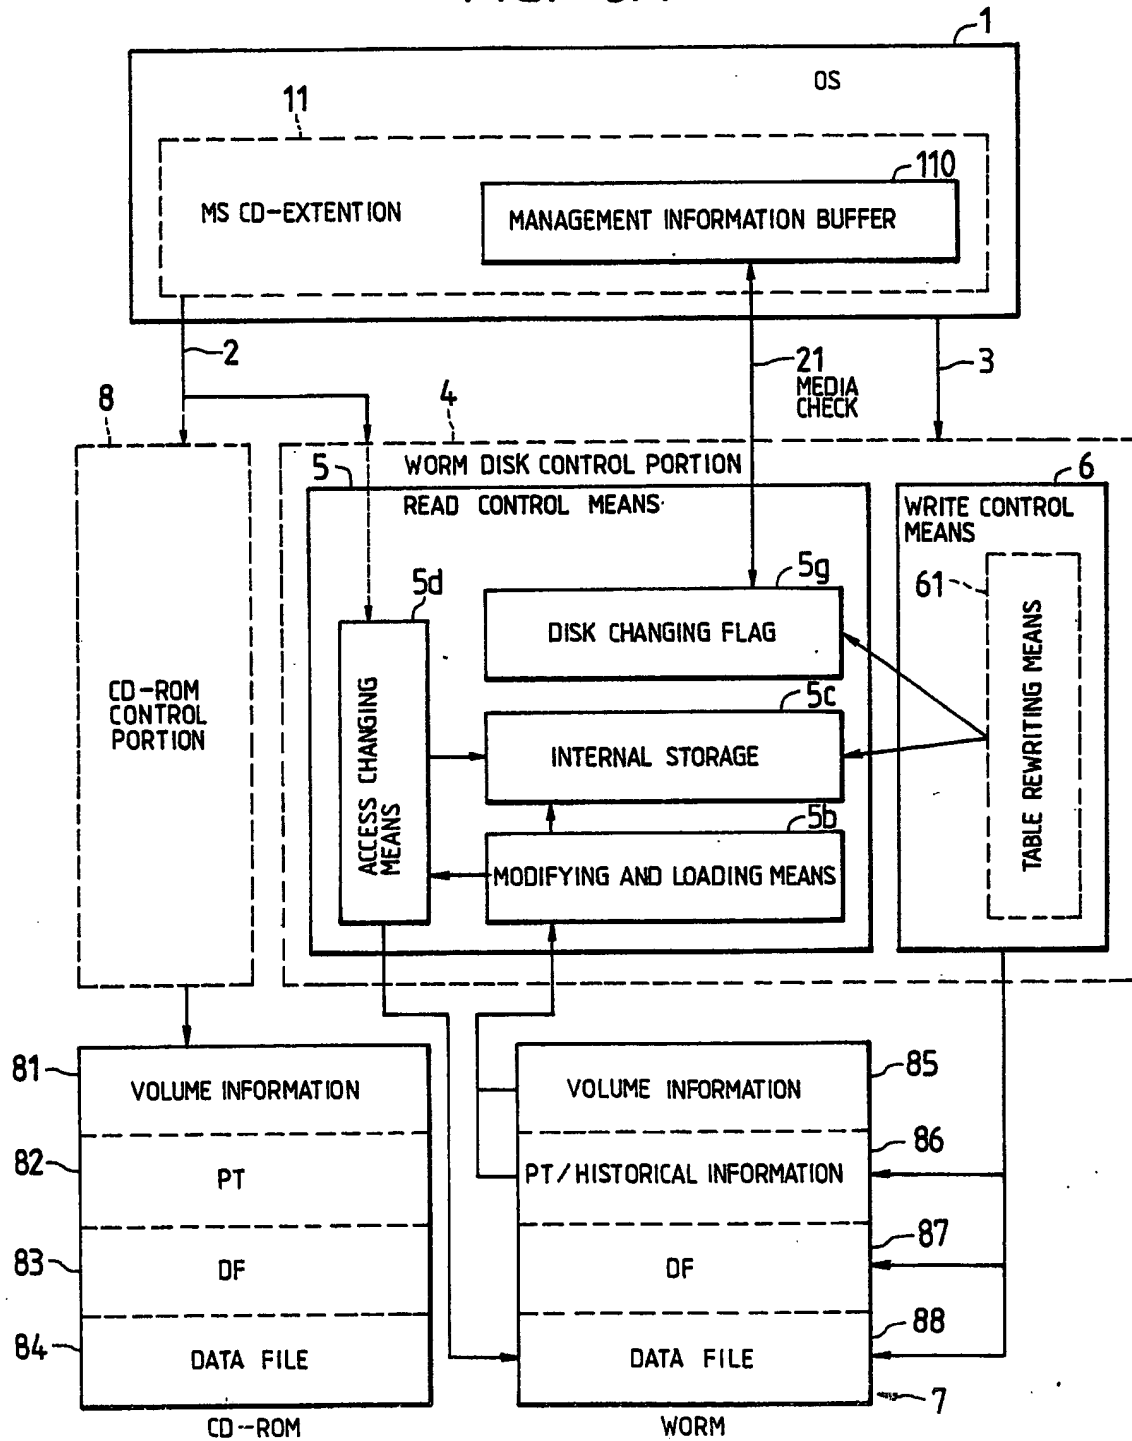 1
OS
11
110
MS CD-EXTENTION
MANAGEMENT INFORMATION BUFFER
2
21
MEDIA
CHECK
3
8
4
WORM DISK CONTROL PORTION
5
READ CONTROL MEANS
6
WRITE CONTROL
MEANS
5d
5g
61
DISK CHANGING FLAG
CD-ROM
CONTROL
PORTION
ACCESS CHANGING
MEANS
5c
INTERNAL STORAGE
TABLE REWRITING MEANS
5b
MODIFYING AND LOADING MEANS
81
VOLUME INFORMATION
85
VOLUME INFORMATION
82
PT
86
PT/HISTORICAL INFORMATION
83
DF
87
DF
84
DATA FILE
88
DATA FILE
7
CD-ROM
WORM